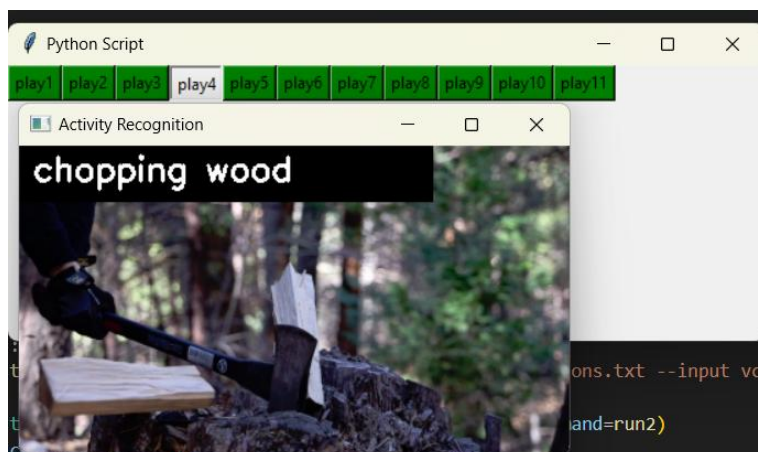 Python Script
play1 play2 play3 play4 play5 play6 play7 play8 play9 play10 play11
Activity Recognition
chopping wood
ons.txt --input
and=run2)